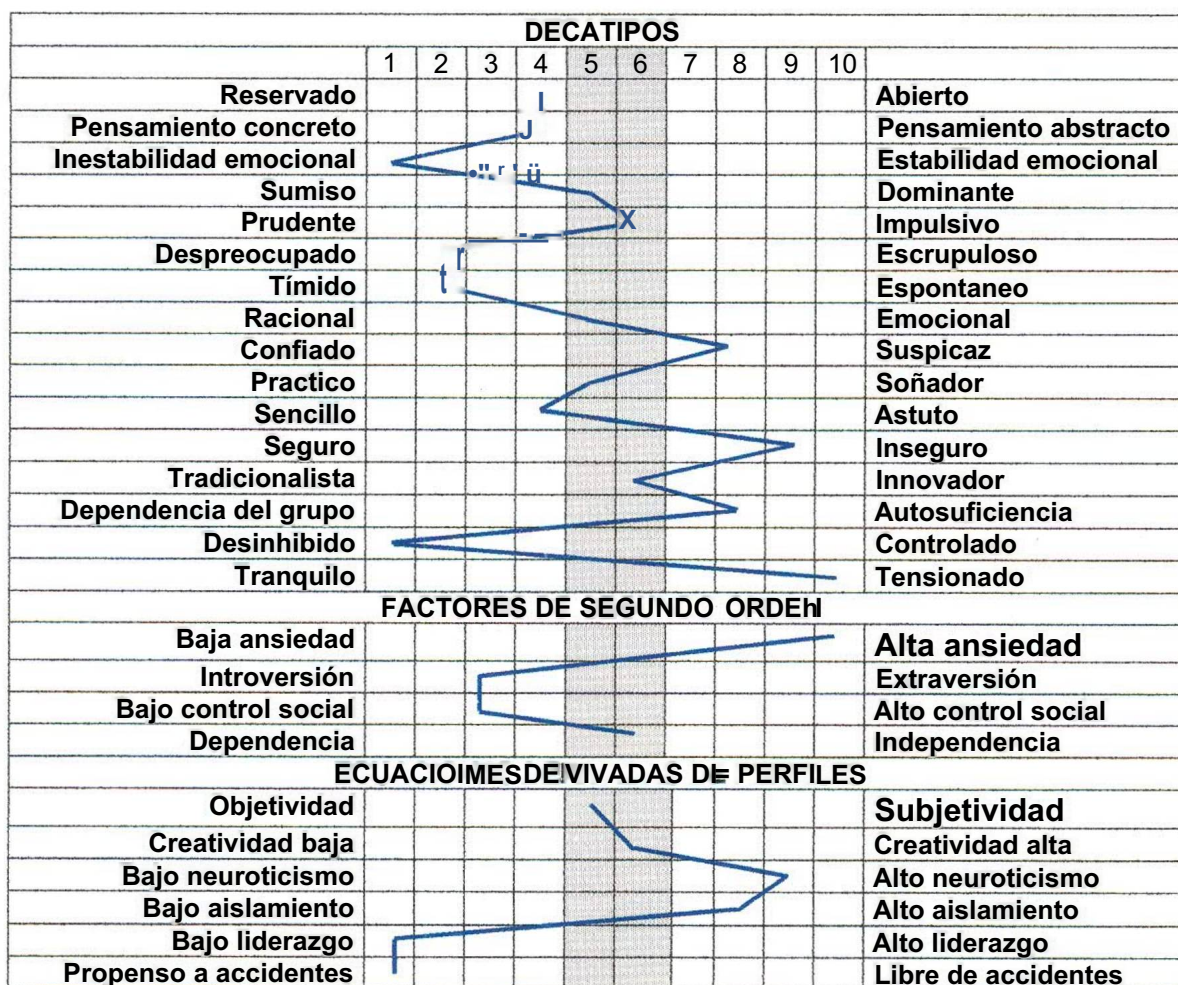 DECATIPOS
1 2 3 4 5 6 7 8 9 10
Reservado Abierto
Pensamiento concreto Pensamiento abstracto
Inestabilidad emocional Estabilidad emocional
Sumiso Dominante
Prudente X Impulsivo
Despreocupado Escrupuloso
Tímido Espontaneo
Racional Emocional
Confiado Suspicaz
Practico Soñador
Sencillo Astuto
Seguro Inseguro
Tradicionalista Innovador
Dependencia del grupo Autosuficiencia
Desinhibido Controlado
Tranquilo Tensionado
FACTORES DE SEGUNDO ORDEhl
Baja ansiedad Alta ansiedad
Introversión Extraversión
Bajo control social Alto control social
Dependencia Independencia
ECUACIOIMESDEIVIVADAS DE PERFILES
Objetividad Subjetividad
Creatividad baja Creatividad alta
Bajo neuroticismo Alto neuroticismo
Bajo aislamiento Alto aislamiento
Bajo liderazgo Alto liderazgo
Propenso a accidentes Libre de accidentes